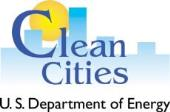 Clean
Cities
U.S. Department of Energy